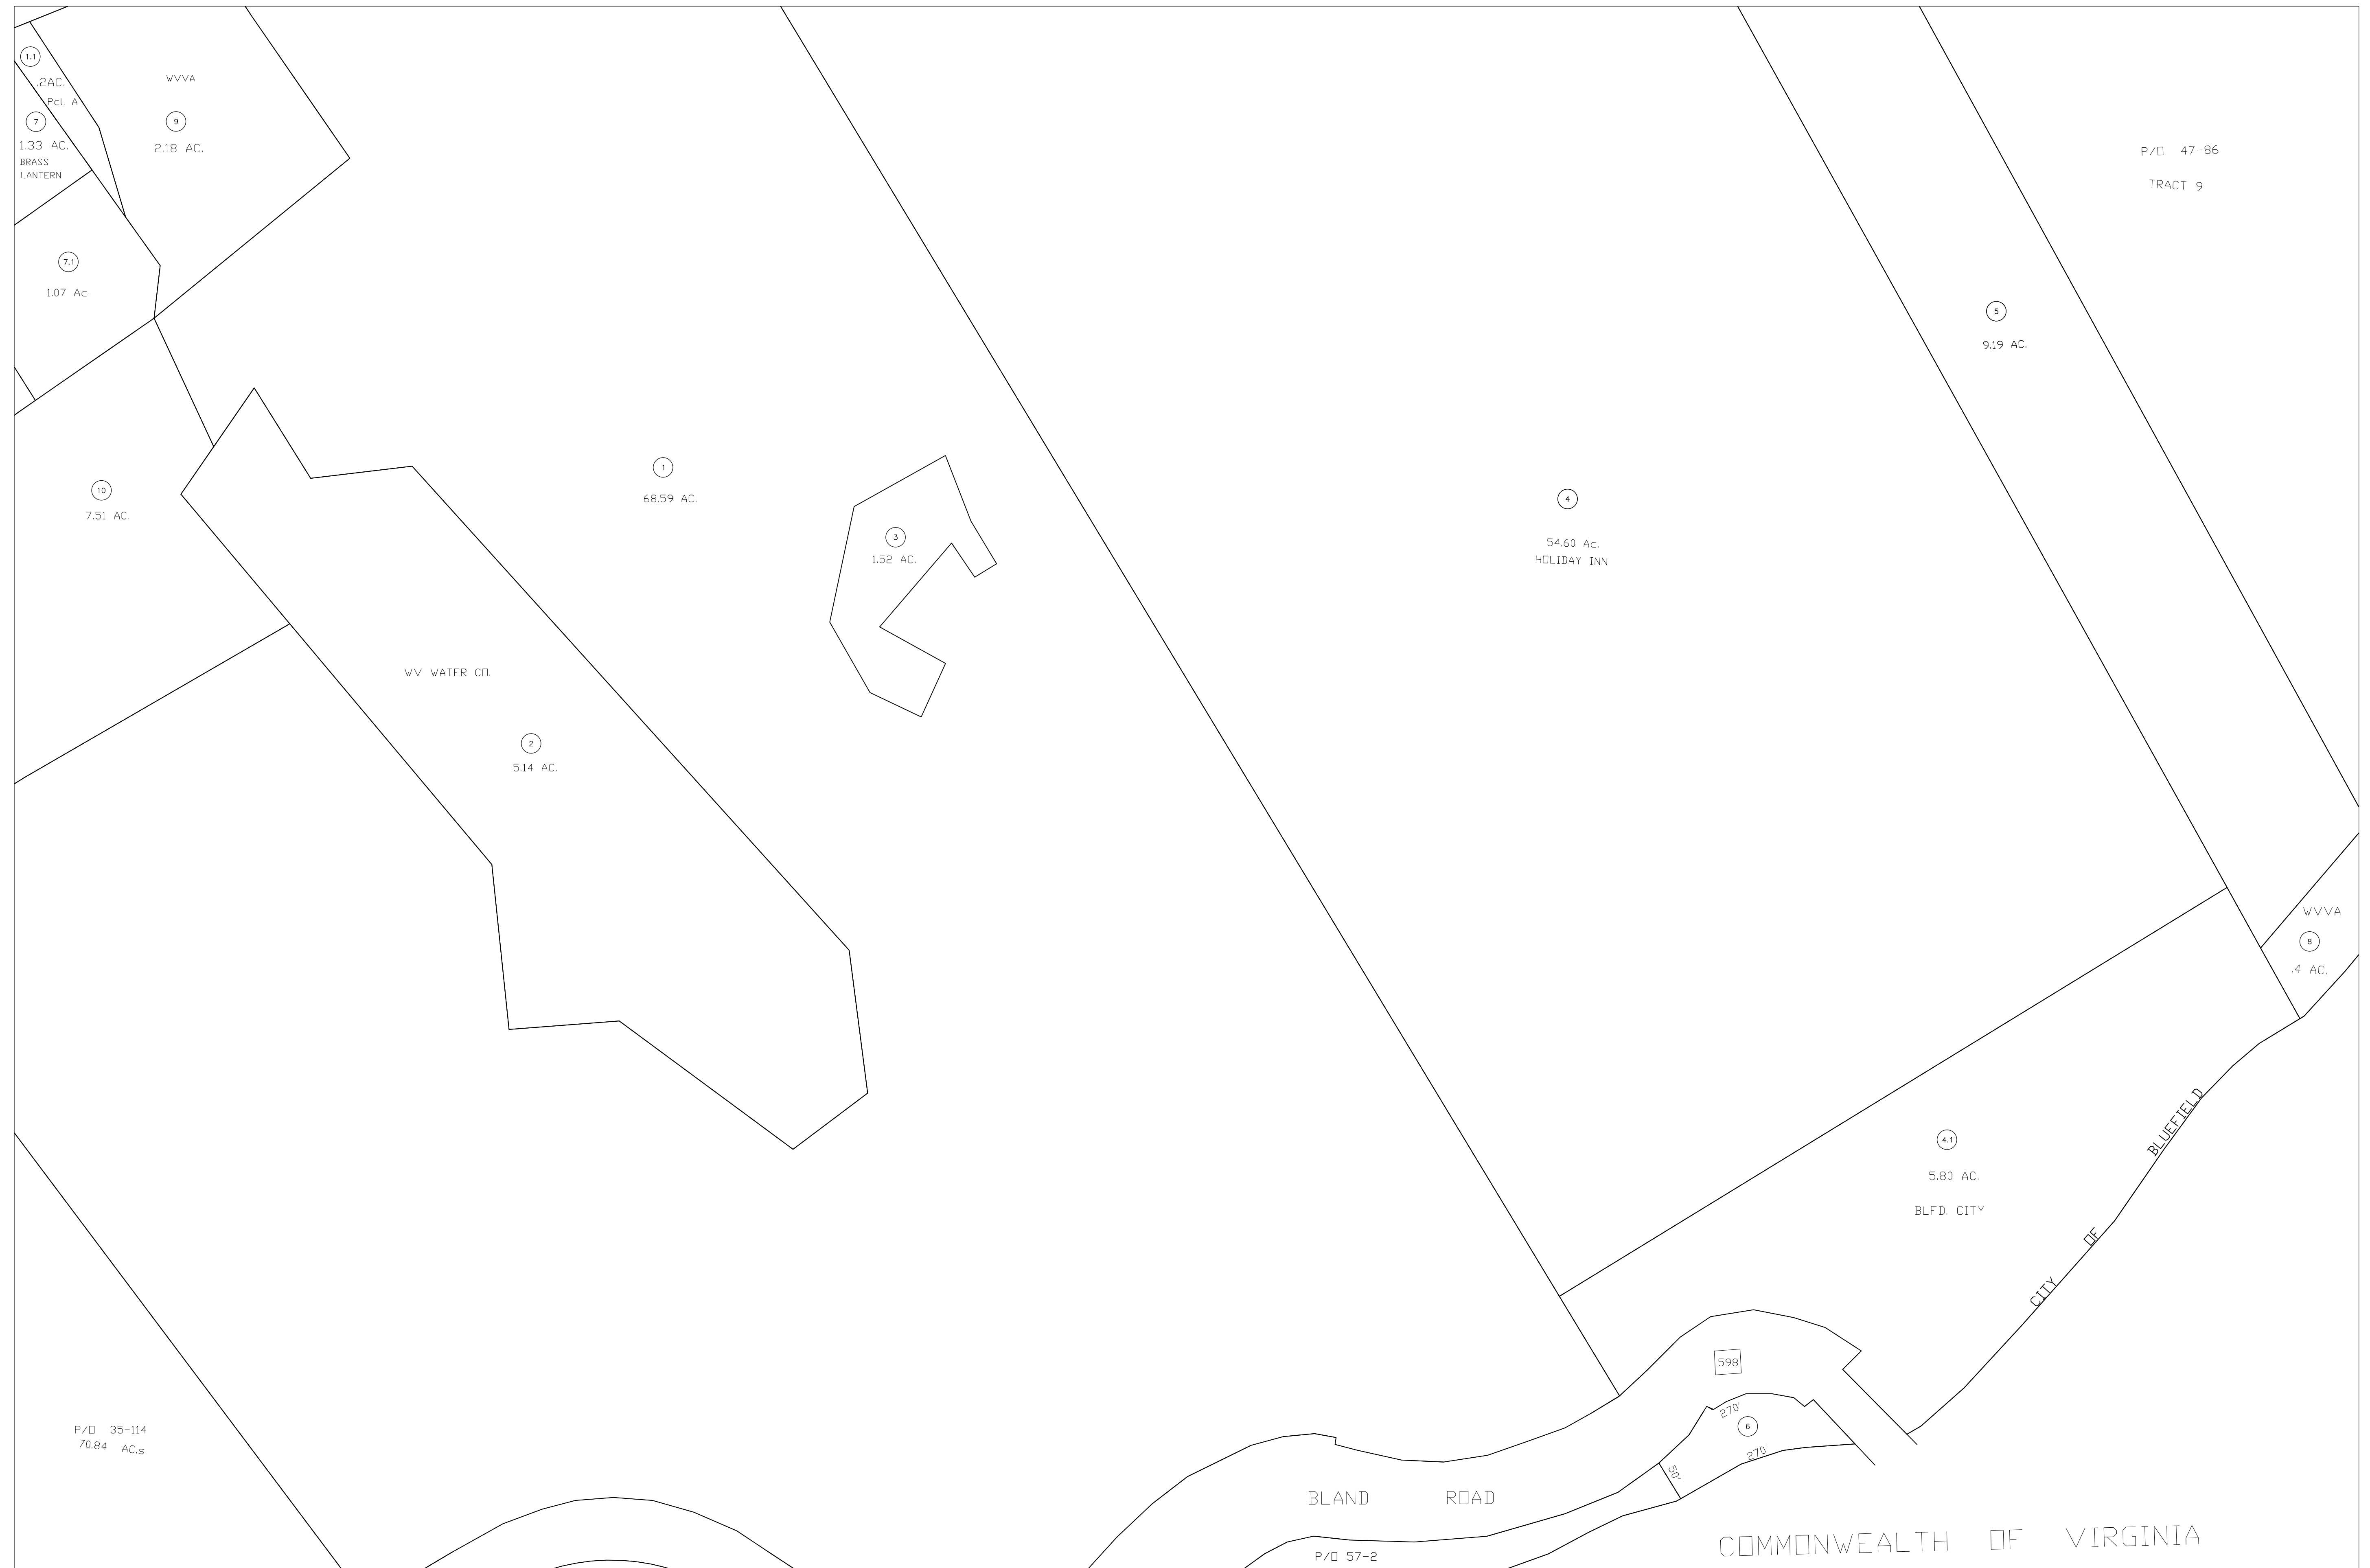 1.1
.2AC.
Pcl. A
7
1.33 AC.
BRASS
LANTERN
WVVA
9
2.18 AC.
7.1
1.07 Ac.
10
7.51 AC.
1
68.59 AC.
3
1.52 AC.
WV WATER CO.
2
5.14 AC.
4
54.60 Ac.
HOLIDAY INN
5
9.19 AC.
P/O 47-86
TRACT 9
WVVA
8
.4 AC.
4.1
5.80 AC.
BLFD. CITY
CITY OF BLUEFIELD
598
270'
6
270'
50'
BLAND ROAD
P/O 57-2
P/O 35-114
70.84 AC.s
COMMONWEALTH OF VIRGINIA